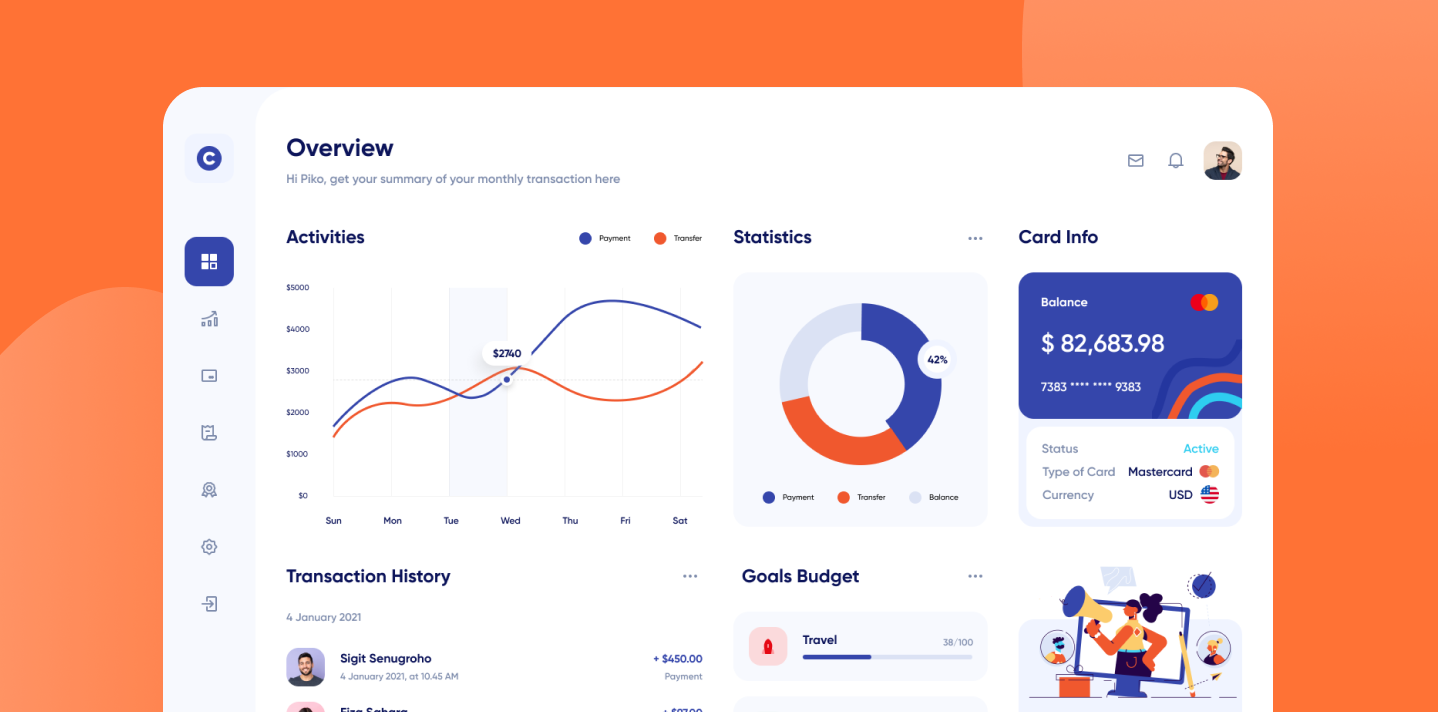 C
Overview
Hi Piko, get your summary of your monthly transaction here
Activities
Payment
Transfer
$5000
$4000
$3000
$2000
$1000
$0
$2740
Sun Mon Tue Wed Thu Fri Sat
Statistics
42%
Payment
Transfer
Balance
Card Info
Balance
$ 82,683.98
7383 **** **** 9383
Status Active
Type of Card Mastercard
Currency USD
Transaction History
4 January 2021
Sigit Senugroho
+ $450.00
4 January 2021, at 10.45 AM
Payment
Goals Budget
Travel
38/100